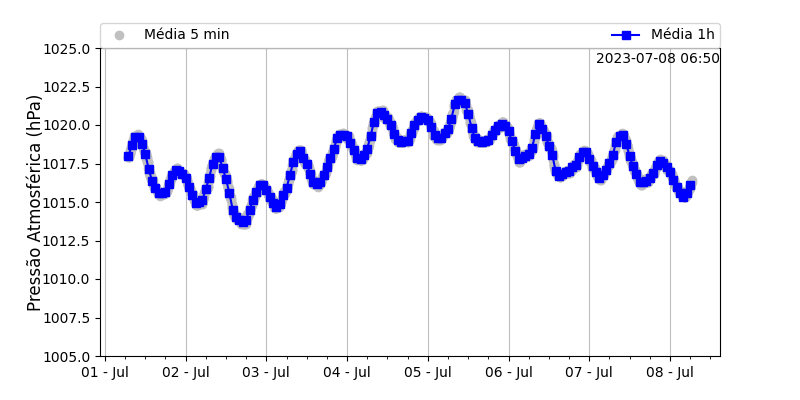 Média 5 min
Média 1h
2023-07-08 06:50
Pressão Atmosférica (hPa)
1025.0
1022.5
1020.0
1017.5
1015.0
1012.5
1010.0
1007.5
1005.0
01 - Jul
02 - Jul
03 - Jul
04 - Jul
05 - Jul
06 - Jul
07 - Jul
08 - Jul